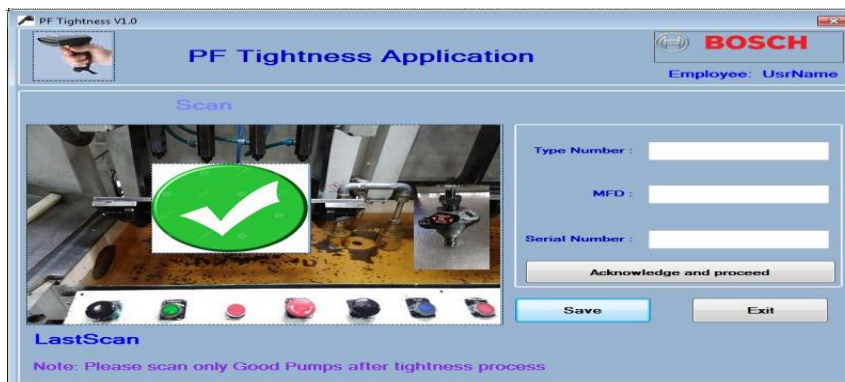 PF Tightness V1.0
PF Tightness Application
BOSCH
Employee: UsrName
Scan
Type Number :
MFD :
Serial Number :
Acknowledge and proceed
Save
Exit
LastScan
Note: Please scan only Good Pumps after tightness process